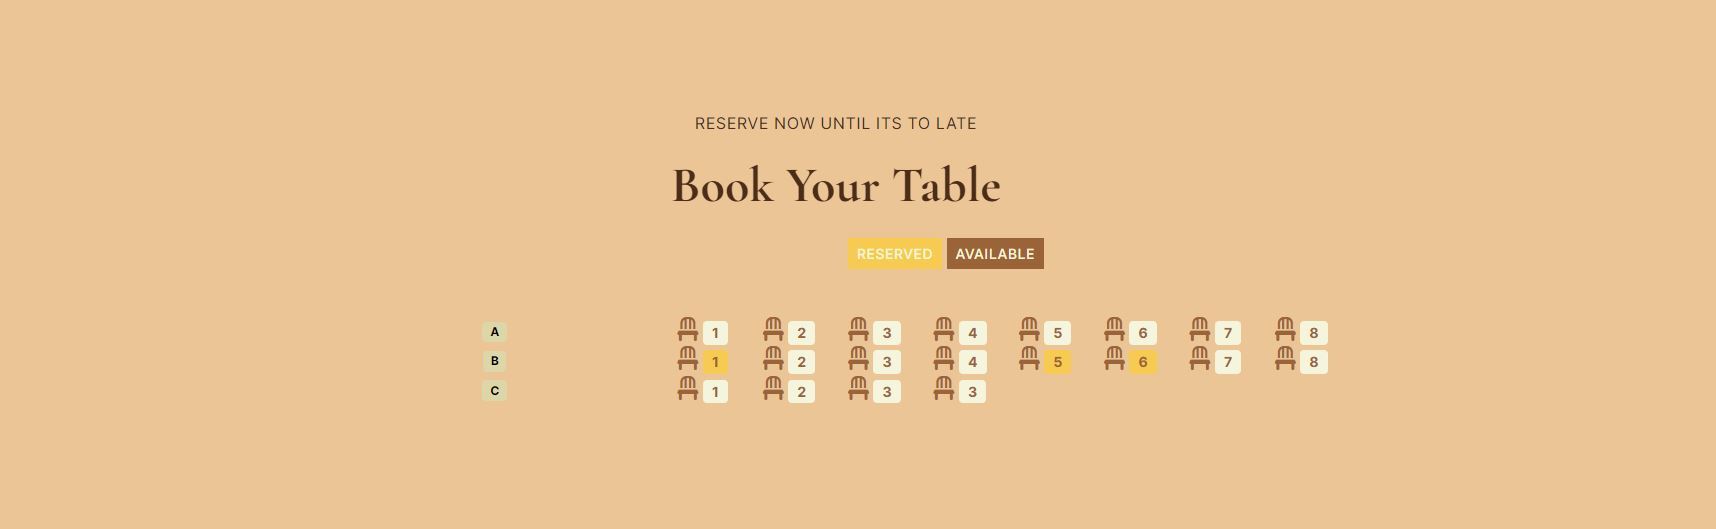 RESERVE NOW UNTIL ITS TO LATE
Book Your Table
RESERVED AVAILABLE
A 1 2 3 4 5 6 7 8
B 1 2 3 4 5 6 7 8
C 1 2 3 3